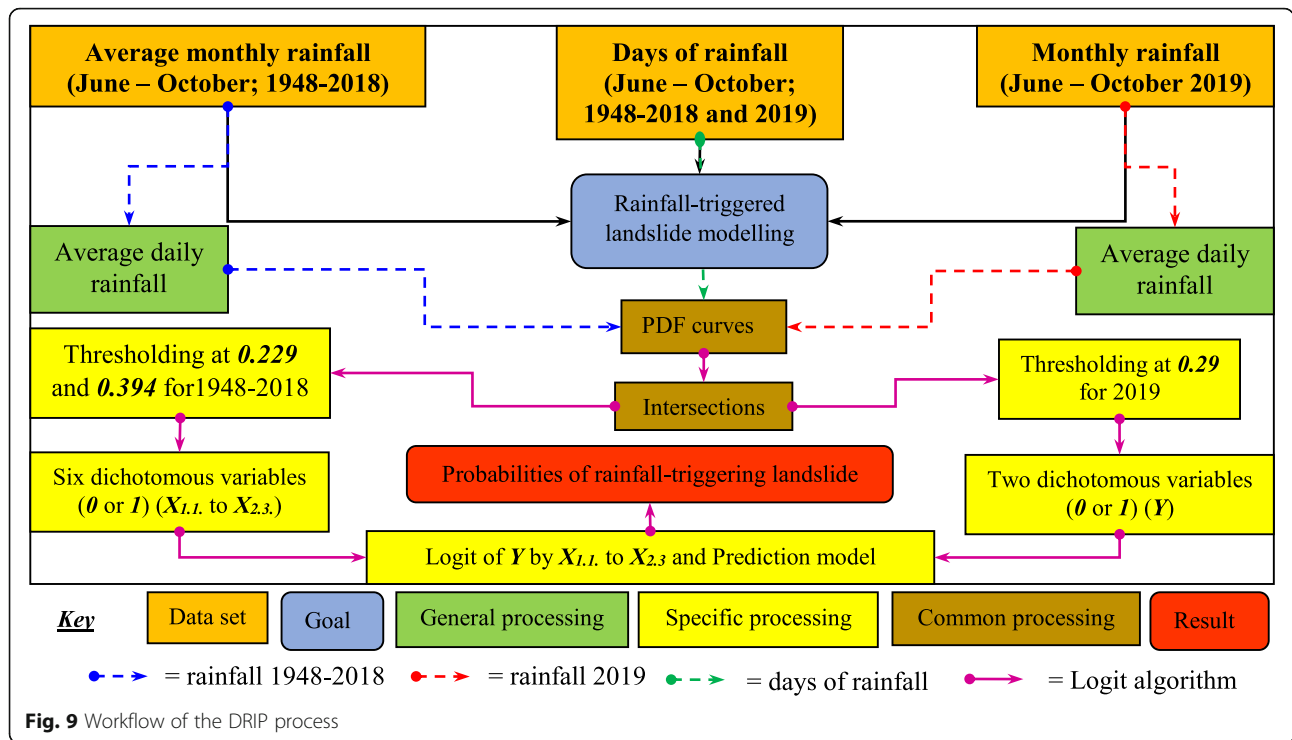 Average monthly rainfall
(June – October; 1948-2018)
Days of rainfall
(June – October;
1948-2018 and 2019)
Monthly rainfall
(June – October 2019)
Rainfall-triggered
landslide modelling
Average daily
rainfall
Average daily
rainfall
PDF curves
Thresholding at 0.229
and 0.394 for1948-2018
Thresholding at 0.29
for 2019
Intersections
Probabilities of rainfall-triggering landslide
Six dichotomous variables
(0 or 1) (X1.1. to X2.3.)
Two dichotomous variables
(0 or 1) (Y)
Logit of Y by X1.1. to X2.3 and Prediction model
Key
Data set
Goal
General processing
Specific processing
Common processing
Result
= rainfall 1948-2018
= rainfall 2019
= days of rainfall
= Logit algorithm
Fig. 9 Workflow of the DRIP process